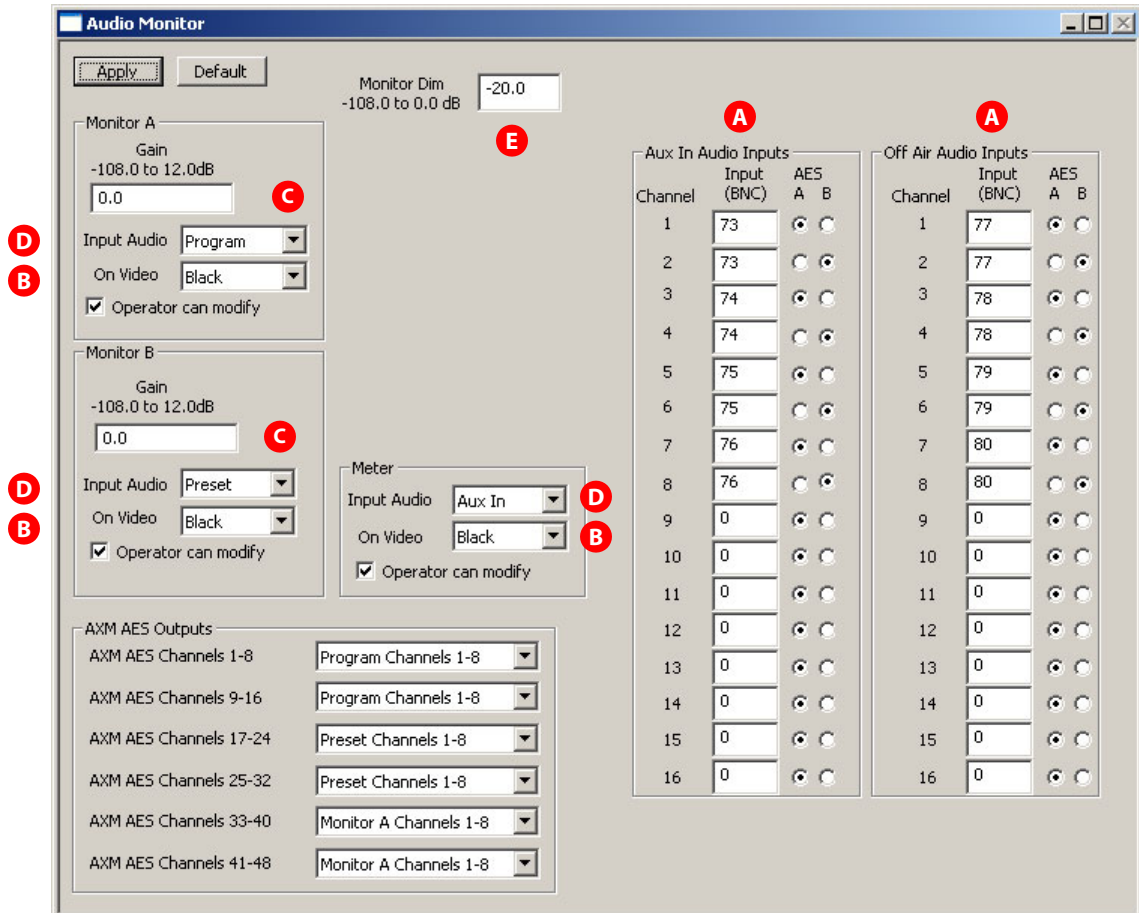 Audio Monitor
Apply Default
Monitor Dim
-108.0 to 0.0 dB
-20.0
E
Monitor A
Gain
-108.0 to 12.0dB
0.0
C
D Input Audio Program
B On Video Black
Operator can modify
Monitor B
Gain
-108.0 to 12.0dB
0.0
C
D Input Audio Preset
B On Video Black
Operator can modify
Meter
Input Audio Aux In D
On Video Black B
Operator can modify
AXM AES Outputs
AXM AES Channels 1-8 Program Channels 1-8
AXM AES Channels 9-16 Program Channels 1-8
AXM AES Channels 17-24 Preset Channels 1-8
AXM AES Channels 25-32 Preset Channels 1-8
AXM AES Channels 33-40 Monitor A Channels 1-8
AXM AES Channels 41-48 Monitor A Channels 1-8
A
Aux In Audio Inputs
Input AES
Channel (BNC) A B
1 73
2 73
3 74
4 74
5 75
6 75
7 76
8 76
9 0
10 0
11 0
12 0
13 0
14 0
15 0
16 0
A
Off Air Audio Inputs
Input AES
Channel (BNC) A B
1 77
2 77
3 78
4 78
5 79
6 79
7 80
8 80
9 0
10 0
11 0
12 0
13 0
14 0
15 0
16 0